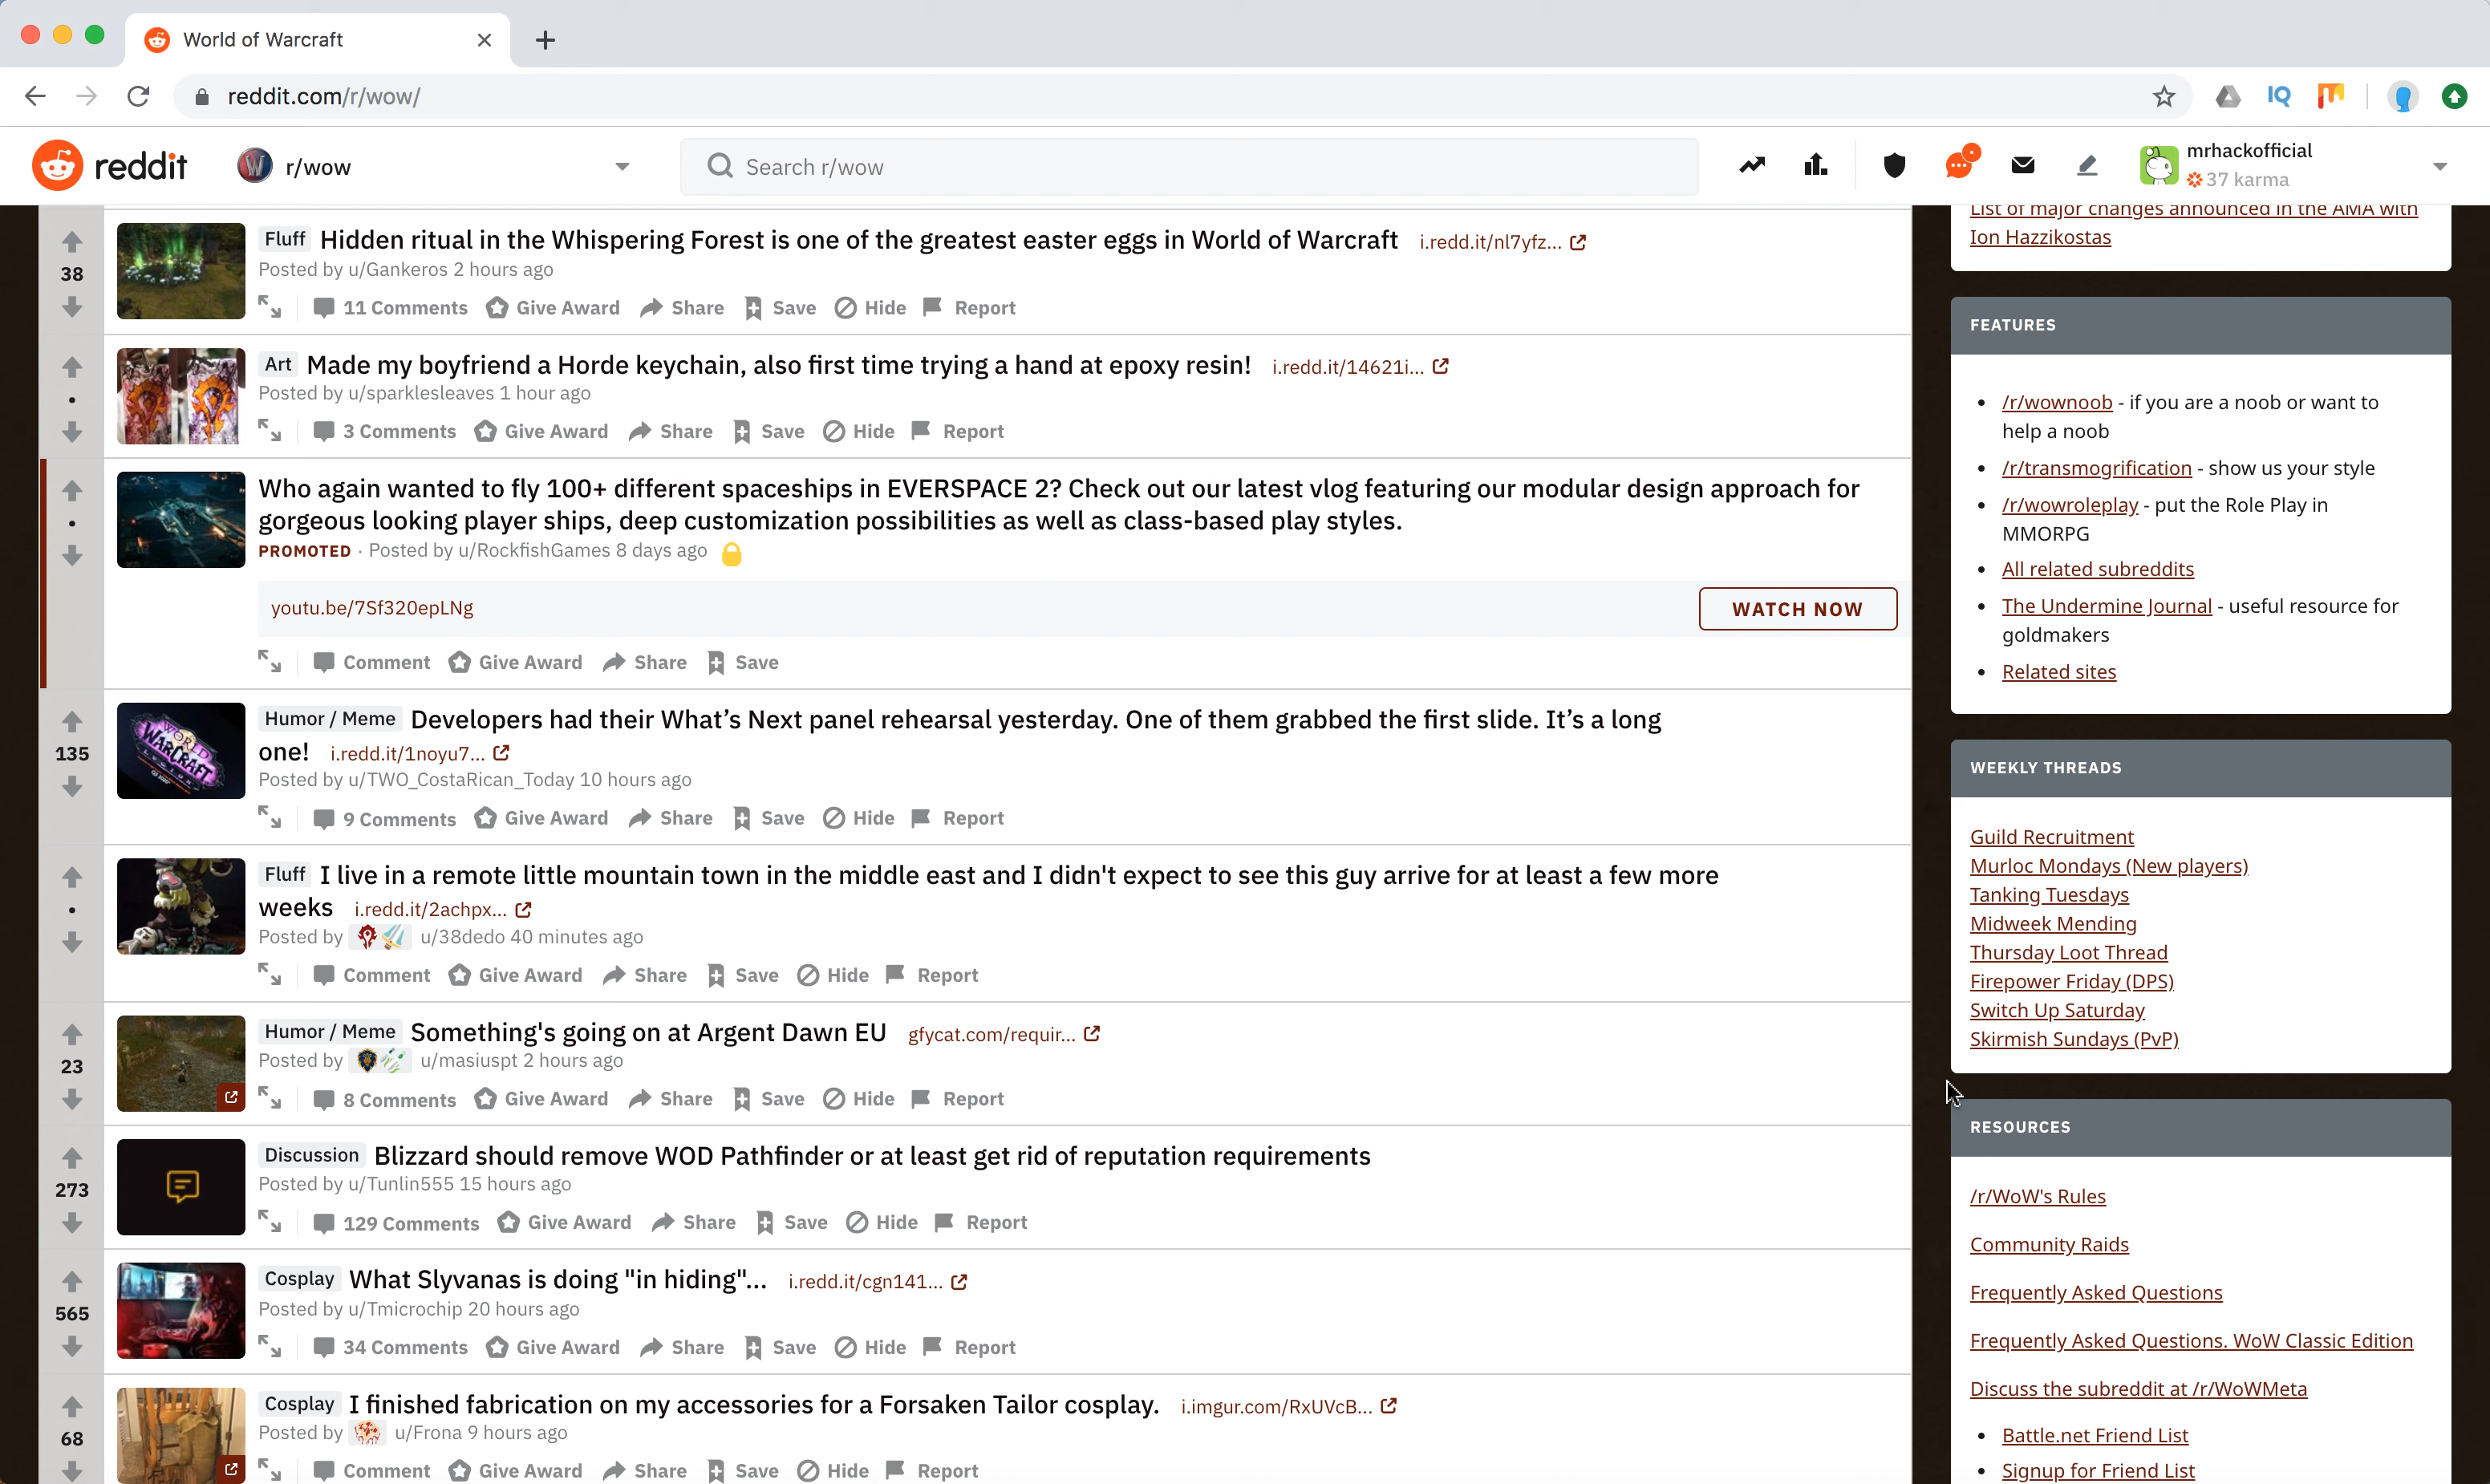 World of Warcraft
reddit.com/r/wow/
IQ
reddit
r/wow
Search r/wow
mrhackofficial
37 karma
38
Fluff Hidden ritual in the Whispering Forest is one of the greatest easter eggs in World of Warcraft i.redd.it/nl7yfz...
Posted by u/Gankeros 2 hours ago
11 Comments Give Award Share Save Hide Report
Art Made my boyfriend a Horde keychain, also first time trying a hand at epoxy resin! i.redd.it/14621i...
Posted by u/sparklesleaves 1 hour ago
•
3 Comments Give Award Share Save Hide Report
Who again wanted to fly 100+ different spaceships in EVERSPACE 2? Check out our latest vlog featuring our modular design approach for
gorgeous looking player ships, deep customization possibilities as well as class-based play styles.
•
PROMOTED · Posted by u/RockfishGames 8 days ago
youtu.be/7Sf320epLNg
WATCH NOW
Comment Give Award Share Save
135
Humor / Meme Developers had their What’s Next panel rehearsal yesterday. One of them grabbed the first slide. It’s a long
one! i.redd.it/1noyu7...
Posted by u/TWO_CostaRican_Today 10 hours ago
WORLD OF WARCRAFT
LEGION
9 Comments Give Award Share Save Hide Report
Fluff I live in a remote little mountain town in the middle east and I didn't expect to see this guy arrive for at least a few more
weeks i.redd.it/2achpx...
•
Posted by u/38dedo 40 minutes ago
Comment Give Award Share Save Hide Report
23
Humor / Meme Something's going on at Argent Dawn EU gfycat.com/requir...
Posted by u/masiuspt 2 hours ago
8 Comments Give Award Share Save Hide Report
273
Discussion Blizzard should remove WOD Pathfinder or at least get rid of reputation requirements
Posted by u/Tunlin555 15 hours ago
129 Comments Give Award Share Save Hide Report
565
Cosplay What Slyvanas is doing "in hiding"... i.redd.it/cgn141...
Posted by u/Tmicrochip 20 hours ago
34 Comments Give Award Share Save Hide Report
68
Cosplay I finished fabrication on my accessories for a Forsaken Tailor cosplay. i.imgur.com/RxUVcB...
Posted by u/Frona 9 hours ago
Comment Give Award Share Save Hide Report
List of major changes announced in the AMA with
Ion Hazzikostas
FEATURES
• /r/wownoob - if you are a noob or want to
help a noob
• /r/transmogrification - show us your style
• /r/wowroleplay - put the Role Play in
MMORPG
• All related subreddits
• The Undermine Journal - useful resource for
goldmakers
• Related sites
WEEKLY THREADS
Guild Recruitment
Murloc Mondays (New players)
Tanking Tuesdays
Midweek Mending
Thursday Loot Thread
Firepower Friday (DPS)
Switch Up Saturday
Skirmish Sundays (PvP)
RESOURCES
/r/WoW's Rules
Community Raids
Frequently Asked Questions
Frequently Asked Questions. WoW Classic Edition
Discuss the subreddit at /r/WoWMeta
• Battle.net Friend List
• Signup for Friend List